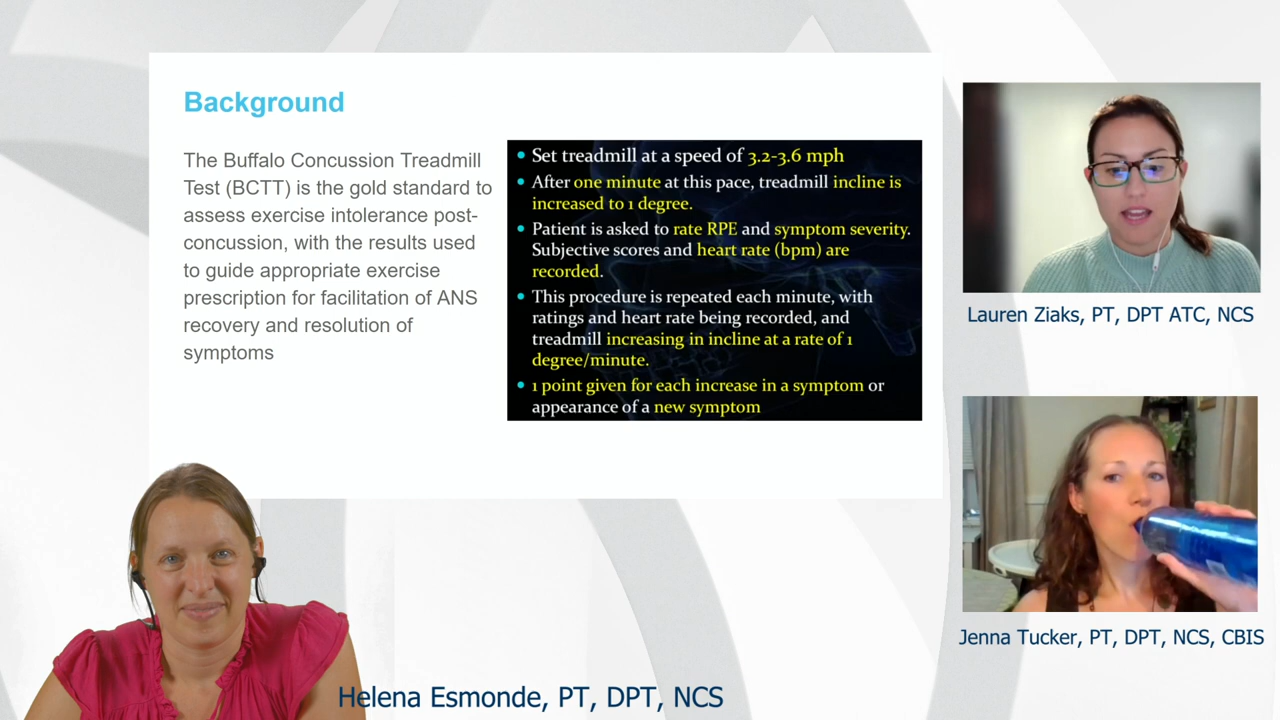 Background
The Buffalo Concussion Treadmill
Test (BCTT) is the gold standard to
assess exercise intolerance post-
concussion, with the results used
to guide appropriate exercise
prescription for facilitation of ANS
recovery and resolution of
symptoms
• Set treadmill at a speed of 3.2-3.6 mph
• After one minute at this pace, treadmill incline is
increased to 1 degree.
• Patient is asked to rate RPE and symptom severity.
Subjective scores and heart rate (bpm) are
recorded.
• This procedure is repeated each minute, with
ratings and heart rate being recorded, and
treadmill increasing in incline at a rate of 1
degree/minute.
• 1 point given for each increase in a symptom or
appearance of a new symptom
Lauren Ziaks, PT, DPT ATC, NCS
Jenna Tucker, PT, DPT, NCS, CBIS
Helena Esmonde, PT, DPT, NCS